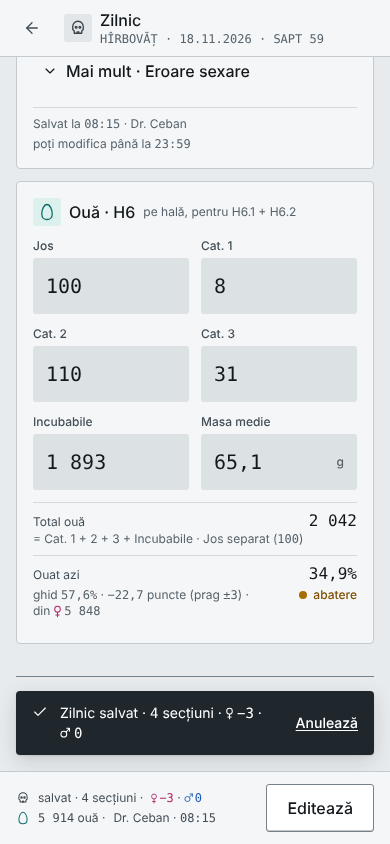 Zilnic
HÎRBOVĂȚ · 18.11.2026 · SAPT 59
Mai mult · Eroare sexare
Salvat la 08:15 · Dr. Ceban
poți modifica până la 23:59
Ouă · H6 pe hală, pentru H6.1 + H6.2
Jos Cat. 1
100 8
Cat. 2 Cat. 3
110 31
Incubabile Masa medie
1 893 65,1 g
Total ouă 2 042
= Cat. 1 + 2 + 3 + Incubabile · Jos separat (100)
Ouat azi 34,9%
ghid 57,6% · −22,7 puncte (prag ±3) · abatere
din ♀ 5 848
Zilnic salvat · 4 secțiuni · ♀ −3 ·
♂ 0
Anulează
salvat · 4 secțiuni · ♀−3 · ♂0
5 914 ouă · Dr. Ceban · 08:15
Editează